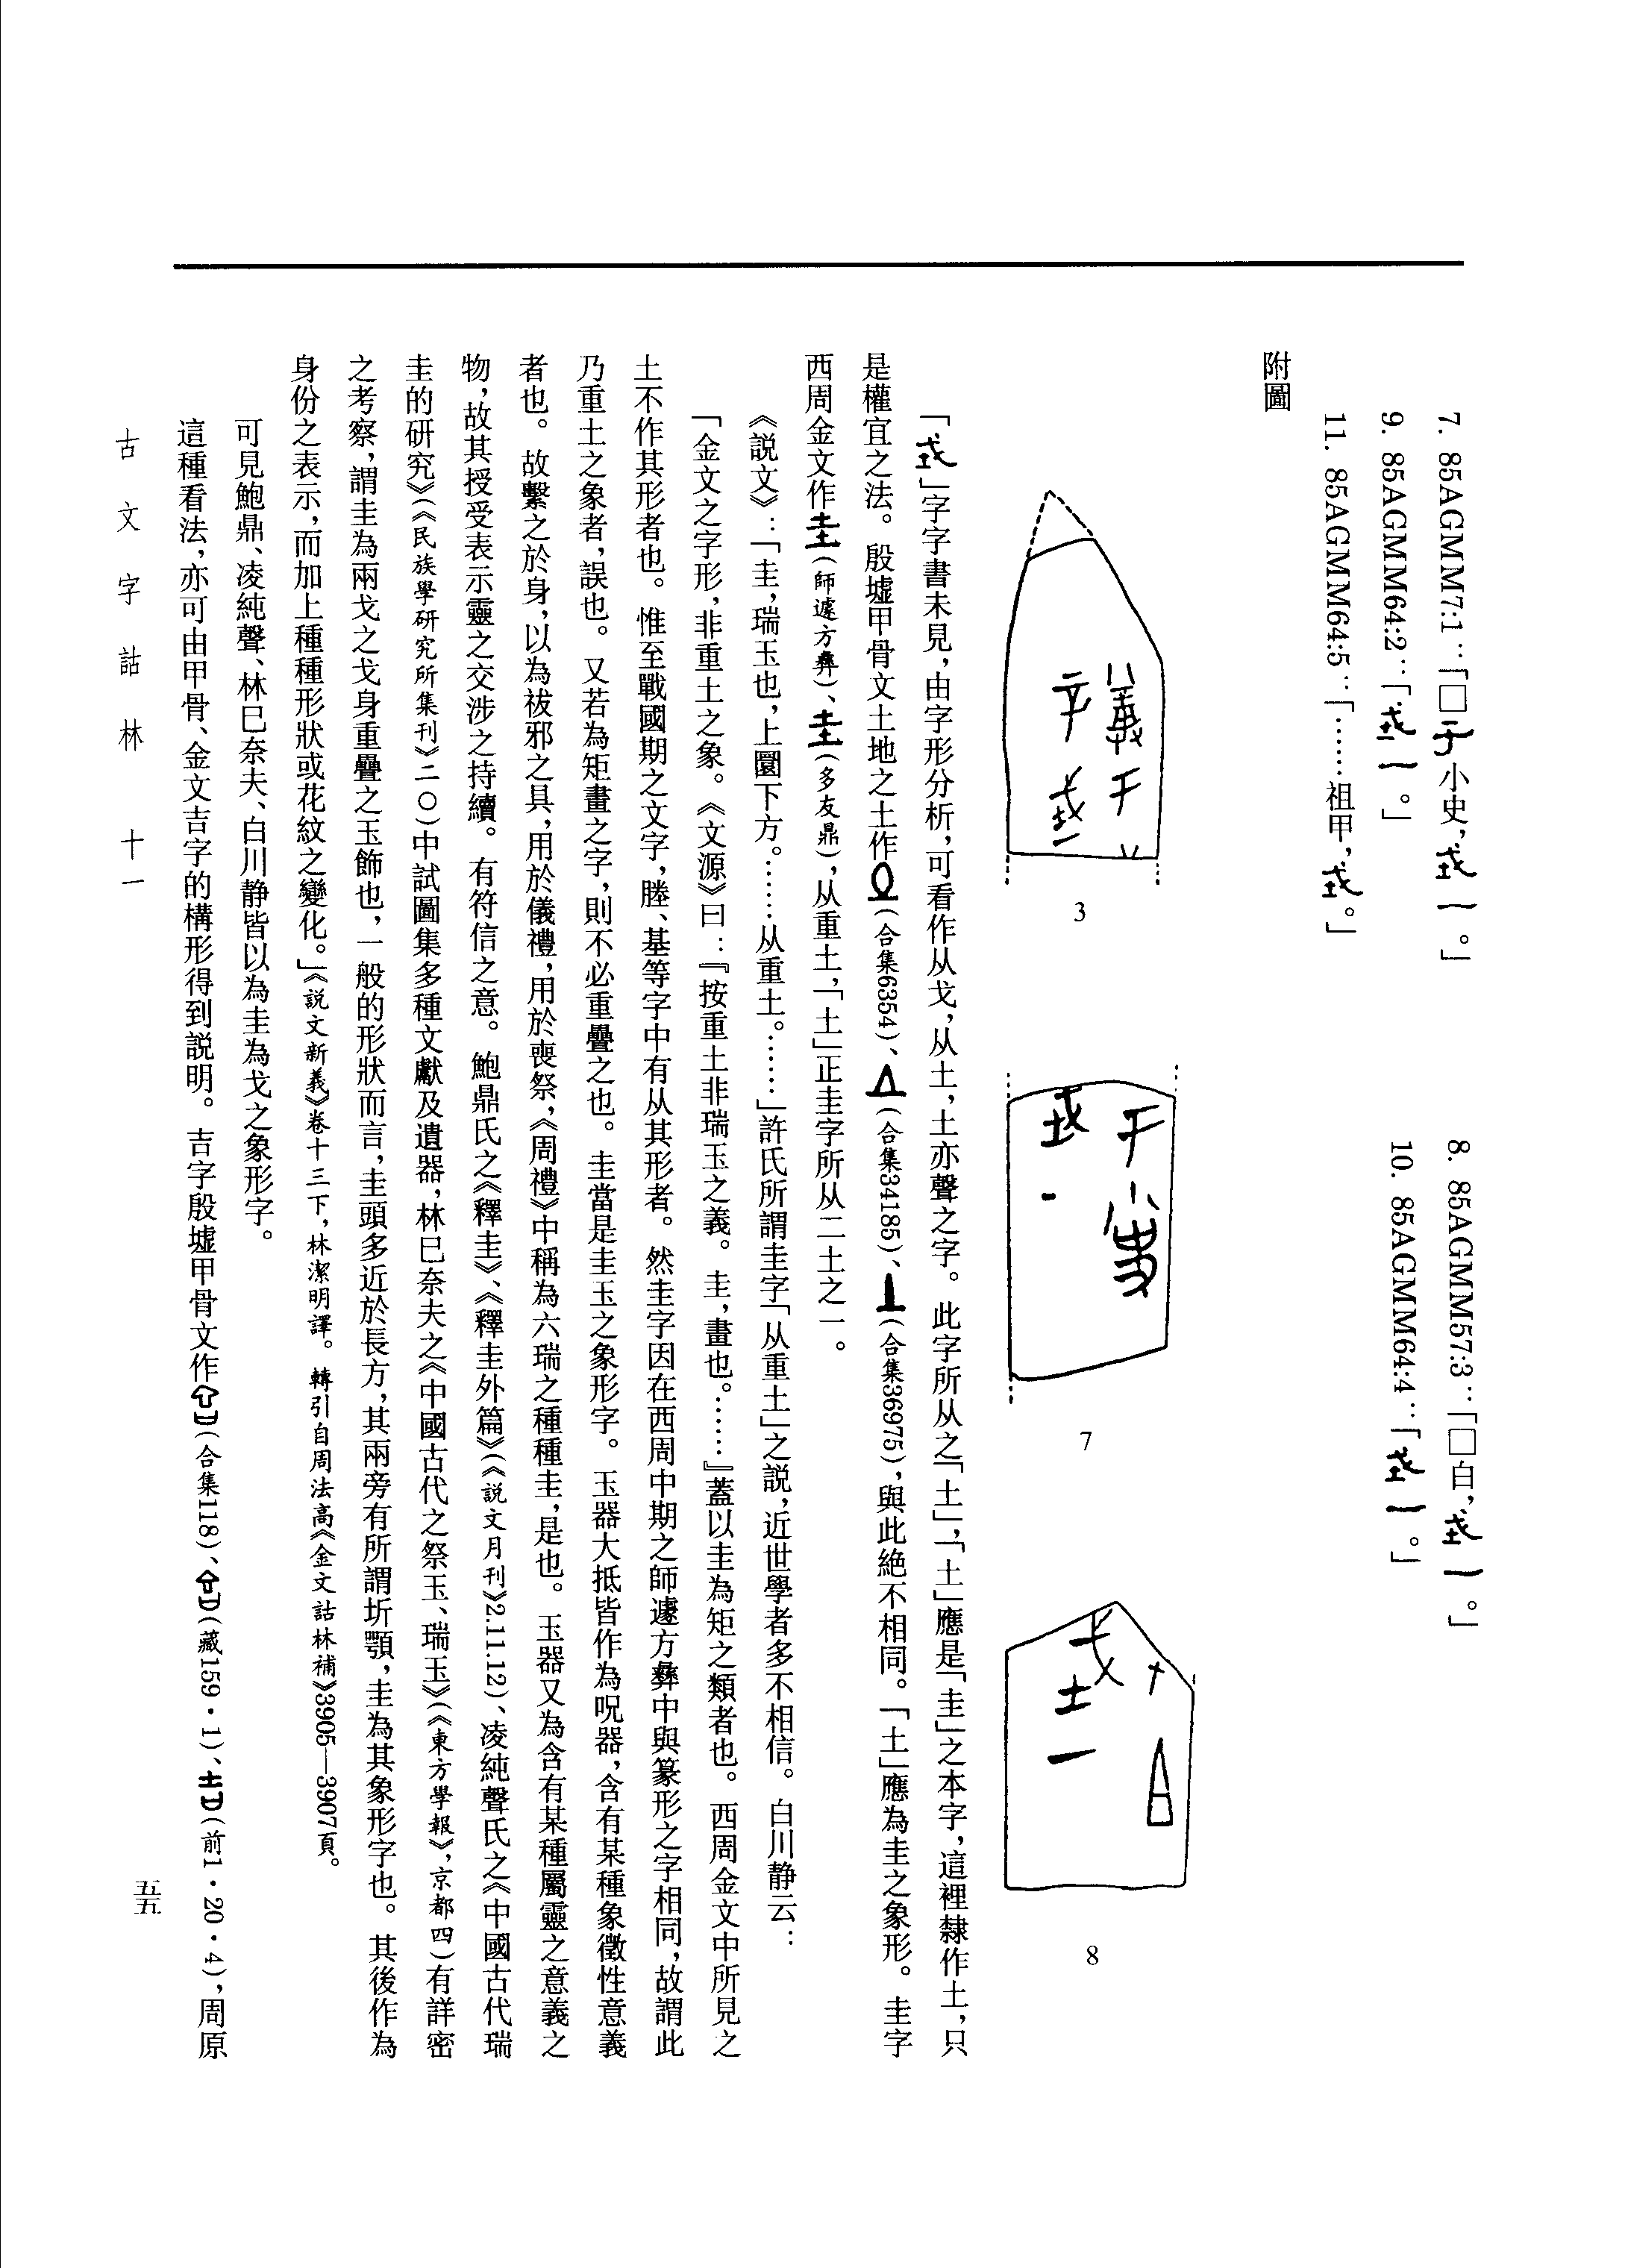 7. 85AGMM7:1：「□于小史，一。」
8. 85AGMM57:3：「□白，一。」
9. 85AGMM64:2：「一。」
10. 85AGMM64:4：「一。」
11. 85AGMM64:5：「……祖甲，。」
附圖
3
7
8
「」字字書未見，由字形分析，可看作从戈，从土，土亦聲之字。此字所从之「土」，「土」應是「圭」之本字，這裡隸作土，只
是權宜之法。殷墟甲骨文土地之土作（合集6354）、（合集34185）、（合集36975），與此絶不相同。「土」應為圭之象形。圭字
西周金文作圭（師遽方彝）、圭（多友鼎），从重土，「土」正圭字所从二土之一。
《説文》：「圭，瑞玉也，上圜下方。……从重土。……」許氏所謂圭字「从重土」之説，近世學者多不相信。白川静云：
「金文之字形，非重土之象。《文源》曰：『按重土非瑞玉之義。圭，畫也。……』蓋以圭為矩之類者也。西周金文中所見之
土不作其形者也。惟至戰國期之文字，塍、基等字中有从其形者。然圭字因在西周中期之師遽方彝中與篆形之字相同，故謂此
乃重土之象者，誤也。又若為矩畫之字，則不必重疊之也。圭當是圭玉之象形字。玉器大抵皆作為呪器，含有某種象徵性意義
者也。故繫之於身，以為祓邪之具，用於儀禮，用於喪祭，《周禮》中稱為六瑞之種種圭，是也。玉器又為含有某種屬靈之意義之
物，故其授受表示靈之交涉之持續。有符信之意。鮑鼎氏之《釋圭》、《釋圭外篇》（《説文月刊》2.11.12）、凌純聲氏之《中國古代瑞
圭的研究》（《民族學研究所集刊》二〇）中試圖集多種文獻及遺器，林巳奈夫之《中國古代之祭玉、瑞玉》（《東方學報》，京都四）有詳密
之考察，謂圭為兩戈之戈身重疊之玉飾也，一般的形狀而言，圭頭多近於長方，其兩旁有所謂圻顎，圭為其象形字也。其後作為
身份之表示，而加上種種形狀或花紋之變化。」《説文新義》卷十三下，林潔明譯。轉引自周法高《金文詁林補》3905—3907頁。
可見鮑鼎、凌純聲、林巳奈夫、白川静皆以為圭為戈之象形字。
這種看法，亦可由甲骨、金文吉字的構形得到説明。吉字殷墟甲骨文作（合集118）、（藏159·1）、（前1·20·4），周原
古文字詁林 十一
五五